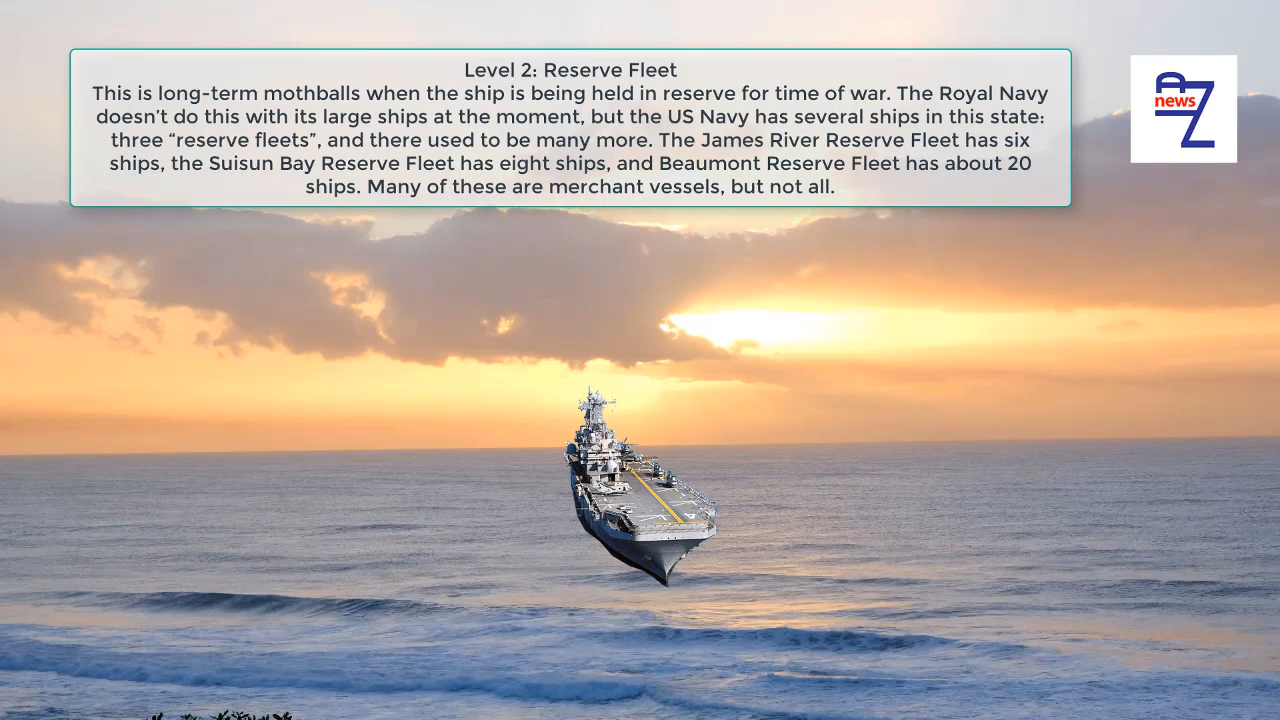 Level 2: Reserve Fleet
This is long-term mothballs when the ship is being held in reserve for time of war. The Royal Navy
doesn’t do this with its large ships at the moment, but the US Navy has several ships in this state:
three “reserve fleets”, and there used to be many more. The James River Reserve Fleet has six
ships, the Suisun Bay Reserve Fleet has eight ships, and Beaumont Reserve Fleet has about 20
ships. Many of these are merchant vessels, but not all.
A
news
Z